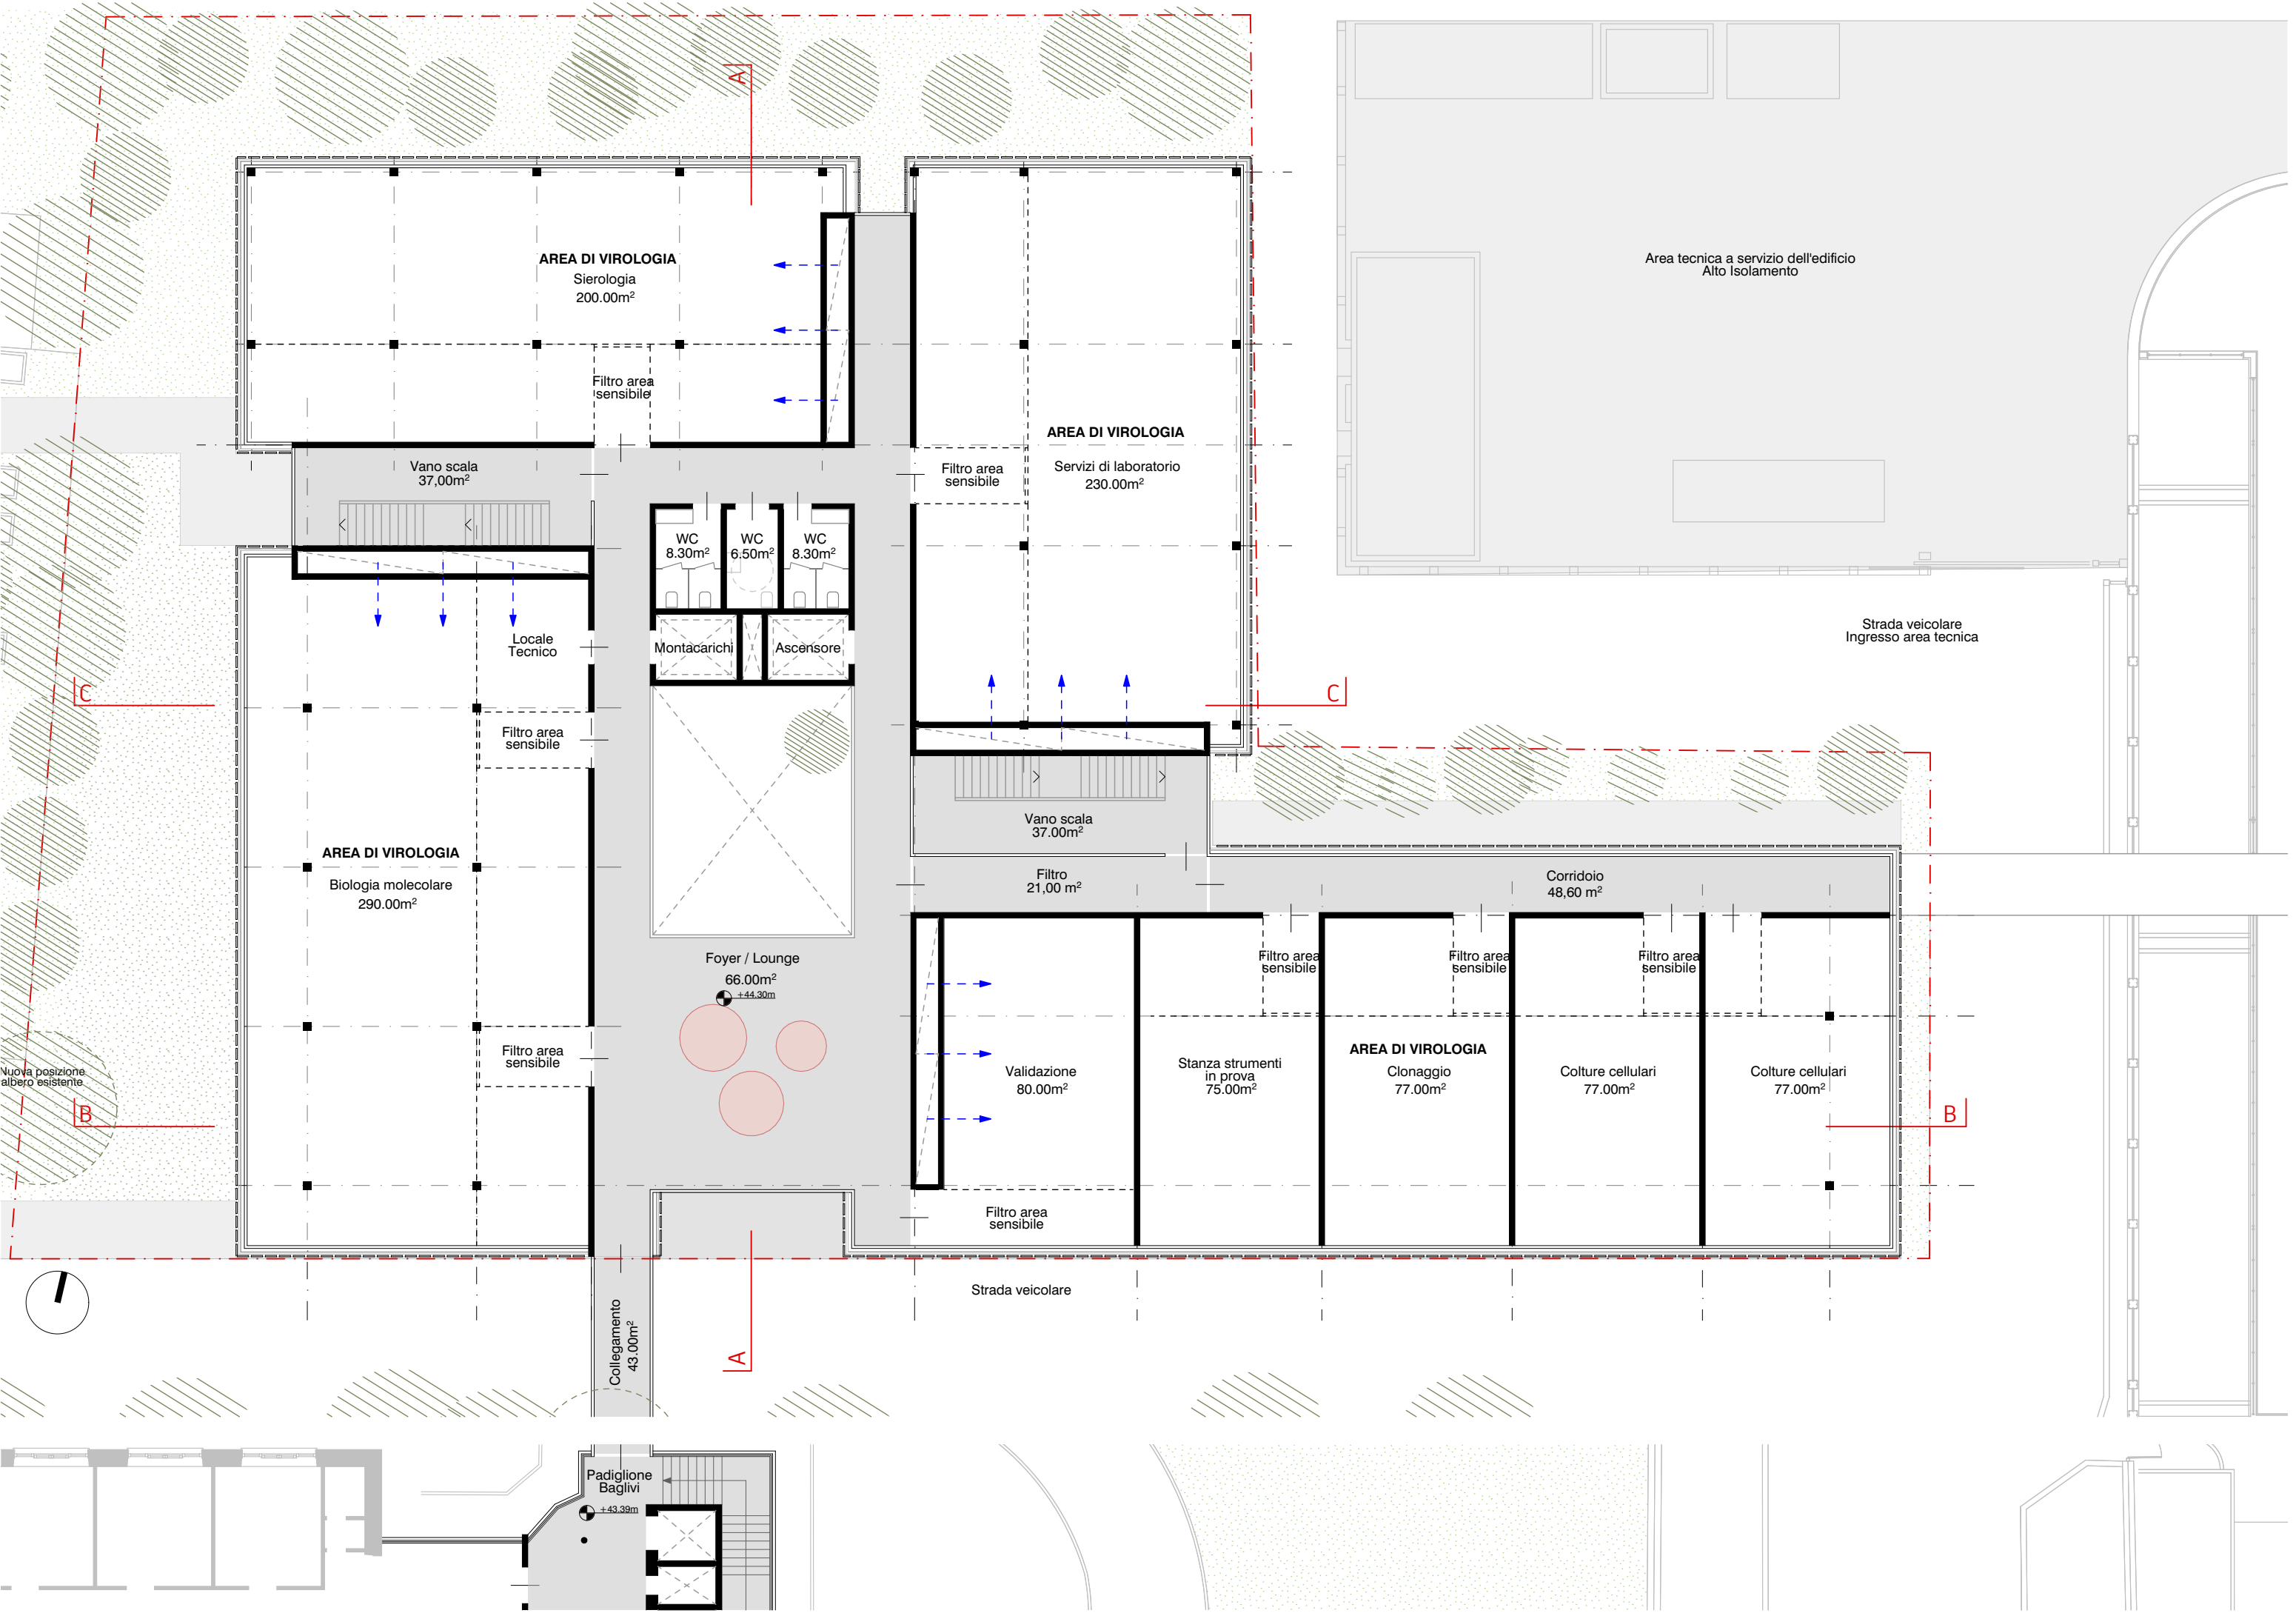 A
AREA DI VIROLOGIA
Sierologia
200.00m²
Filtro area
sensibile
Area tecnica a servizio dell'edificio
Alto Isolamento
AREA DI VIROLOGIA
Servizi di laboratorio
230.00m²
Filtro area
sensibile
Vano scala
37,00m²
WC
8.30m²
WC
6.50m²
WC
8.30m²
Locale
Tecnico
Montacarichi
Ascensore
Strada veicolare
Ingresso area tecnica
C
C
Filtro area
sensibile
Vano scala
37.00m²
AREA DI VIROLOGIA
Biologia molecolare
290.00m²
Filtro
21,00 m²
Corridoio
48,60 m²
Foyer / Lounge
66.00m²
+44.30m
Filtro area
sensibile
Filtro area
sensibile
Filtro area
sensibile
Filtro area
sensibile
Nuova posizione
albero esistente
Validazione
80.00m²
Stanza strumenti
in prova
75.00m²
AREA DI VIROLOGIA
Clonaggio
77.00m²
Colture cellulari
77.00m²
Colture cellulari
77.00m²
B
B
Filtro area
sensibile
Strada veicolare
Collegamento
43.00m²
A
Padiglione
Baglivi
+43.39m